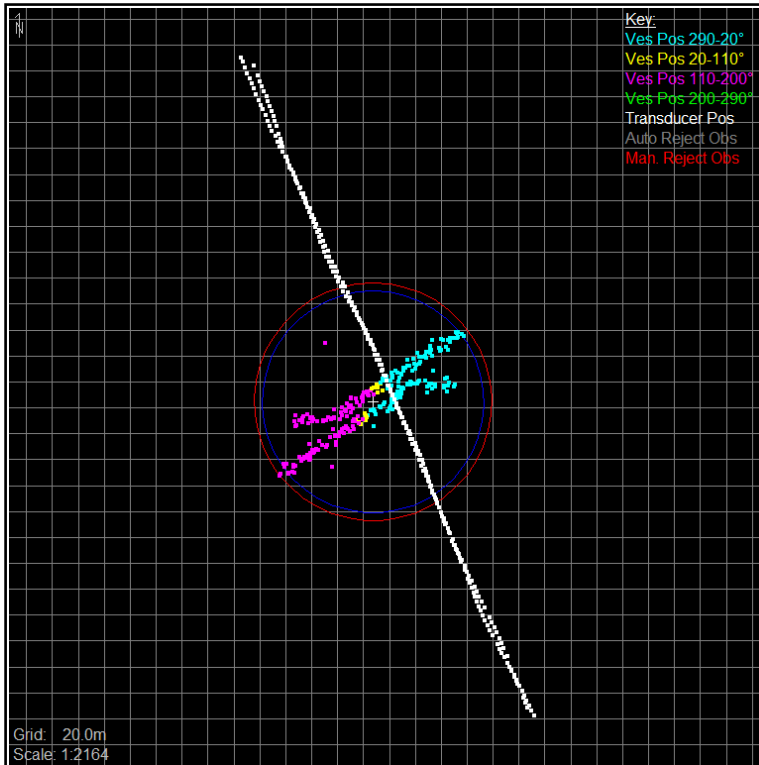 N
Key:
Ves Pos 290-20°
Ves Pos 20-110°
Ves Pos 110-200°
Ves Pos 200-290°
Transducer Pos
Auto Reject Obs
Man. Reject Obs
Grid: 20.0m
Scale: 1:2164